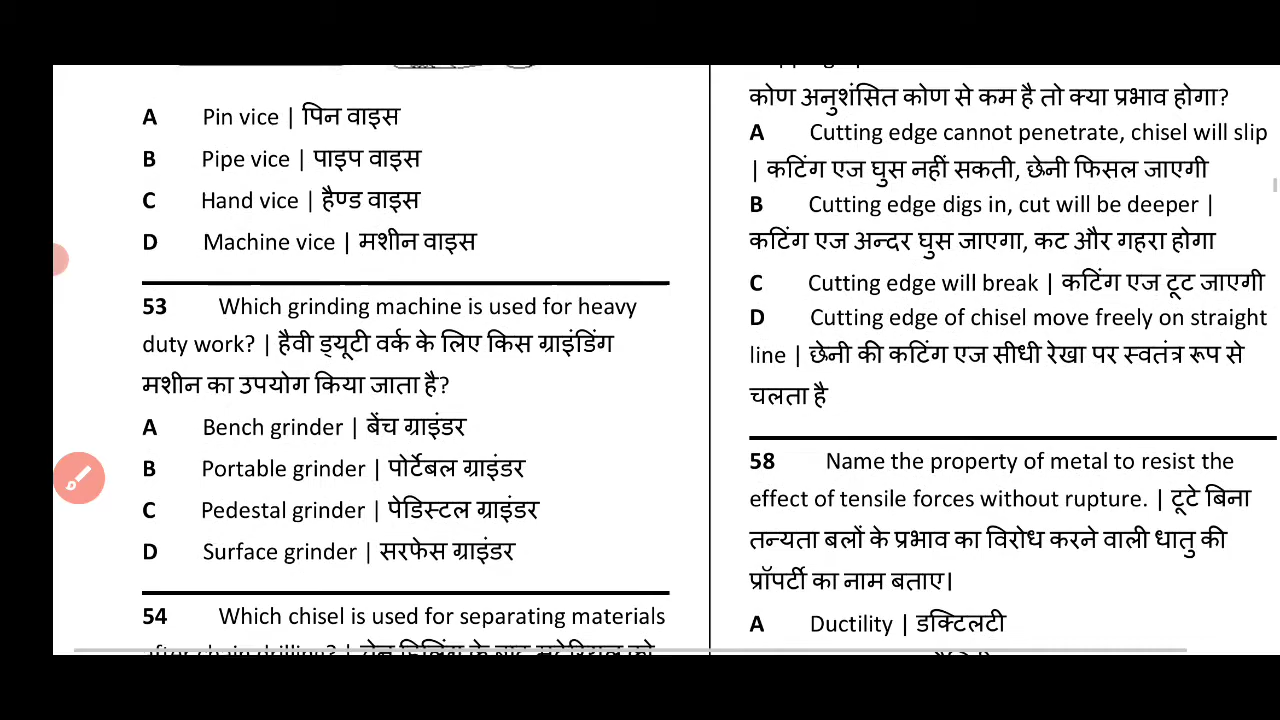 A Pin vice | पिन वाइस
B Pipe vice | पाइप वाइस
C Hand vice | हैण्ड वाइस
D Machine vice | मशीन वाइस
53 Which grinding machine is used for heavy
duty work? | हैवी ड्यूटी वर्क के लिए किस ग्राइंडिंग
मशीन का उपयोग किया जाता है?
A Bench grinder | बेंच ग्राइंडर
B Portable grinder | पोर्टेबल ग्राइंडर
C Pedestal grinder | पेडिस्टल ग्राइंडर
D Surface grinder | सरफेस ग्राइंडर
54 Which chisel is used for separating materials
after chain drilling? | चेन ड्रिलिंग के बाद मटेरियल को
कोण अनुशंसित कोण से कम है तो क्या प्रभाव होगा?
A Cutting edge cannot penetrate, chisel will slip
| कटिंग एज घुस नहीं सकती, छेनी फिसल जाएगी
B Cutting edge digs in, cut will be deeper |
कटिंग एज अन्दर घुस जाएगा, कट और गहरा होगा
C Cutting edge will break | कटिंग एज टूट जाएगी
D Cutting edge of chisel move freely on straight
line | छेनी की कटिंग एज सीधी रेखा पर स्वतंत्र रूप से
चलता है
58 Name the property of metal to resist the
effect of tensile forces without rupture. | टूटे बिना
तन्यता बलों के प्रभाव का विरोध करने वाली धातु की
प्रॉपर्टी का नाम बताए।
A Ductility | डक्टिलटी